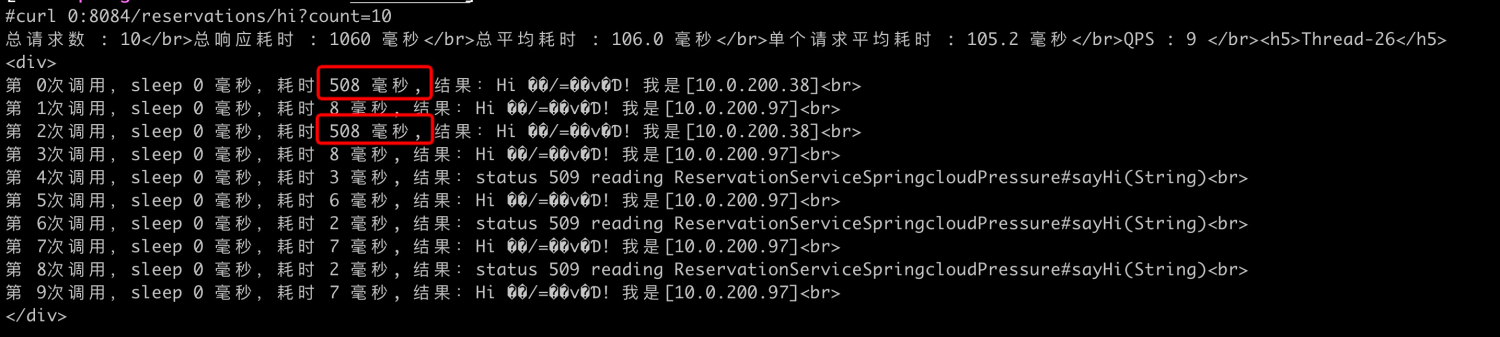 #curl 0:8084/reservations/hi?count=10
总请求数 : 10</br>总响应耗时 : 1060 毫秒</br>总平均耗时 : 106.0 毫秒</br>单个请求平均耗时 : 105.2 毫秒</br>QPS : 9 </br><h5>Thread-26</h5>
<div>
第 0次调用, sleep 0 毫秒, 耗时 508 毫秒, 结果: Hi ��/=��v�Ɗ! 我是[10.0.200.38]<br>
第 1次调用, sleep 0 毫秒, 耗时 8 毫秒, 结果: Hi ��/=��v�Ɗ! 我是[10.0.200.97]<br>
第 2次调用, sleep 0 毫秒, 耗时 508 毫秒, 结果: Hi ��/=��v�Ɗ! 我是[10.0.200.38]<br>
第 3次调用, sleep 0 毫秒, 耗时 8 毫秒, 结果: Hi ��/=��v�Ɗ! 我是[10.0.200.97]<br>
第 4次调用, sleep 0 毫秒, 耗时 3 毫秒, 结果: status 509 reading ReservationServiceSpringcloudPressure#sayHi(String)<br>
第 5次调用, sleep 0 毫秒, 耗时 6 毫秒, 结果: Hi ��/=��v�Ɗ! 我是[10.0.200.97]<br>
第 6次调用, sleep 0 毫秒, 耗时 2 毫秒, 结果: status 509 reading ReservationServiceSpringcloudPressure#sayHi(String)<br>
第 7次调用, sleep 0 毫秒, 耗时 7 毫秒, 结果: Hi ��/=��v�Ɗ! 我是[10.0.200.97]<br>
第 8次调用, sleep 0 毫秒, 耗时 2 毫秒, 结果: status 509 reading ReservationServiceSpringcloudPressure#sayHi(String)<br>
第 9次调用, sleep 0 毫秒, 耗时 7 毫秒, 结果: Hi ��/=��v�Ɗ! 我是[10.0.200.97]<br>
</div>